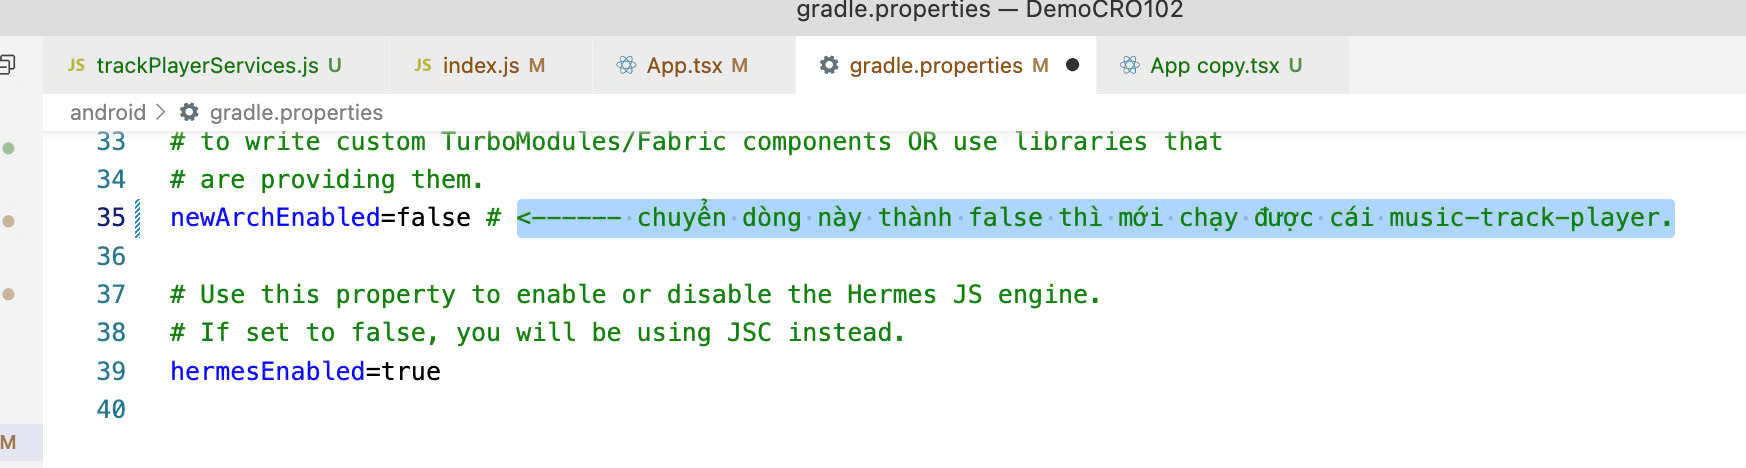 gradle.properties — DemoCRO102
JS trackPlayerServices.js U
JS index.js M
App.tsx M
gradle.properties M
App copy.tsx U
android > gradle.properties
33 # to write custom TurboModules/Fabric components OR use libraries that
34 # are providing them.
35 newArchEnabled=false # <------ chuyển dòng này thành false thì mới chạy được cái music-track-player.
36
37 # Use this property to enable or disable the Hermes JS engine.
38 # If set to false, you will be using JSC instead.
39 hermesEnabled=true
40
M